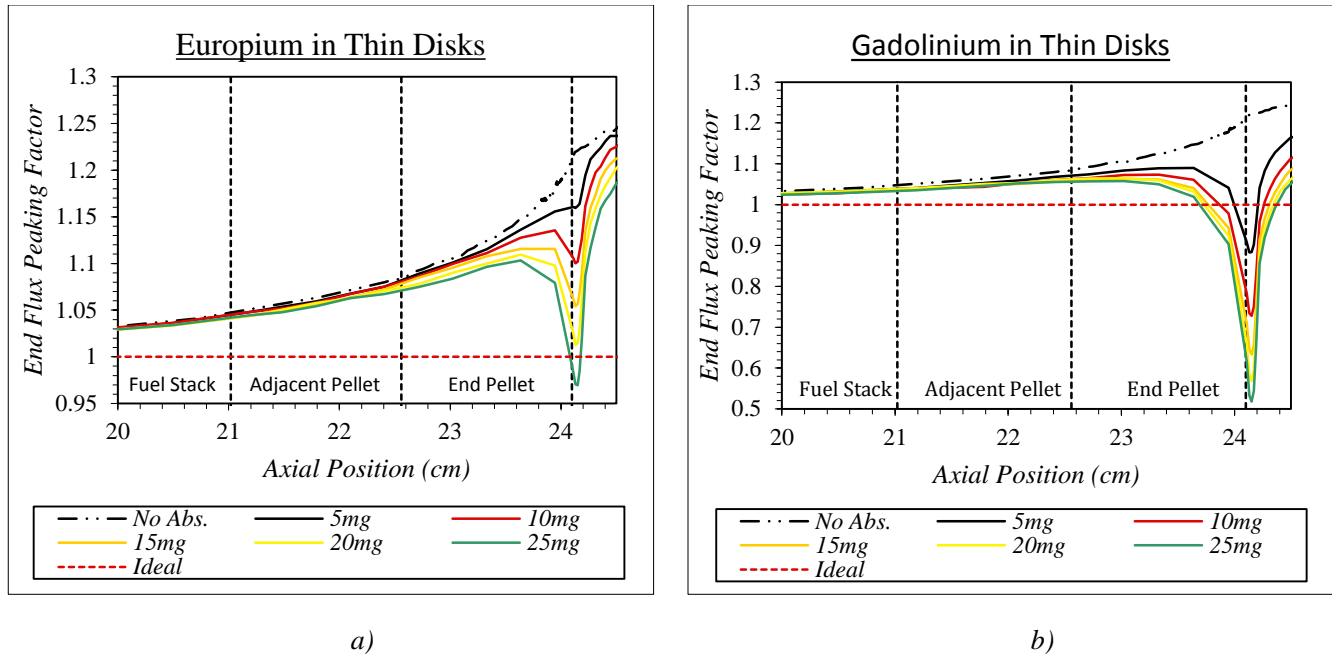 Europium in Thin Disks
End Flux Peaking Factor
1.3
1.25
1.2
1.15
1.1
1.05
1
0.95
Fuel Stack
Adjacent Pellet
End Pellet
20 21 22 23 24
Axial Position (cm)
No Abs. 5mg 10mg
15mg 20mg 25mg
Ideal
a)
Gadolinium in Thin Disks
End Flux Peaking Factor
1.3
1.2
1.1
1
0.9
0.8
0.7
0.6
0.5
Fuel Stack
Adjacent Pellet
End Pellet
20 21 22 23 24
Axial Position (cm)
No Abs. 5mg 10mg
15mg 20mg 25mg
Ideal
b)